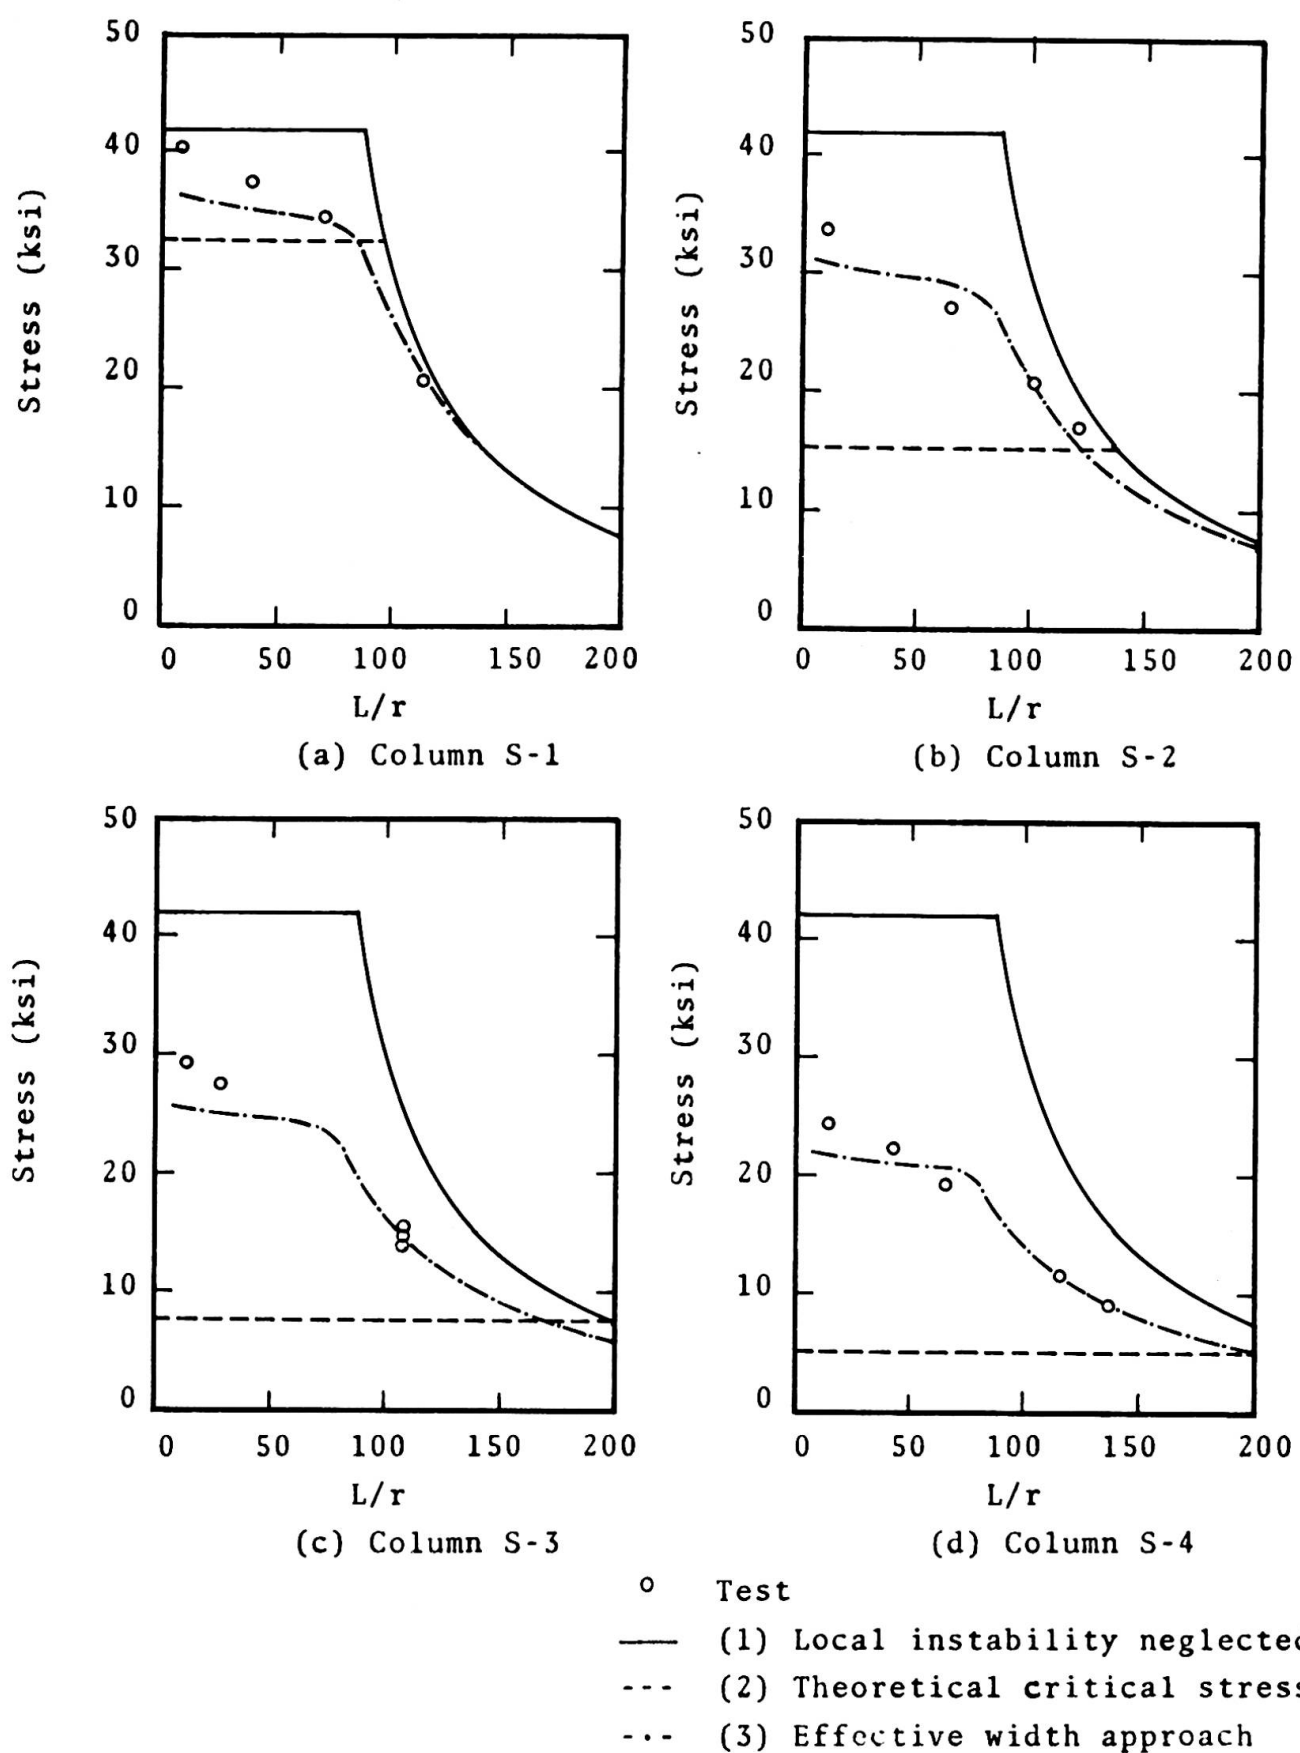 50
40
30
20
10
0
Stress (ksi)
0 50 100 150 200
L/r
(a) Column S-1
50
40
30
20
10
0
Stress (ksi)
0 50 100 150 200
L/r
(b) Column S-2
50
40
30
20
10
0
Stress (ksi)
0 50 100 150 200
L/r
(c) Column S-3
50
40
30
20
10
0
Stress (ksi)
0 50 100 150 200
L/r
(d) Column S-4
Test
(1) Local instability neglected
(2) Theoretical critical stress
(3) Effective width approach